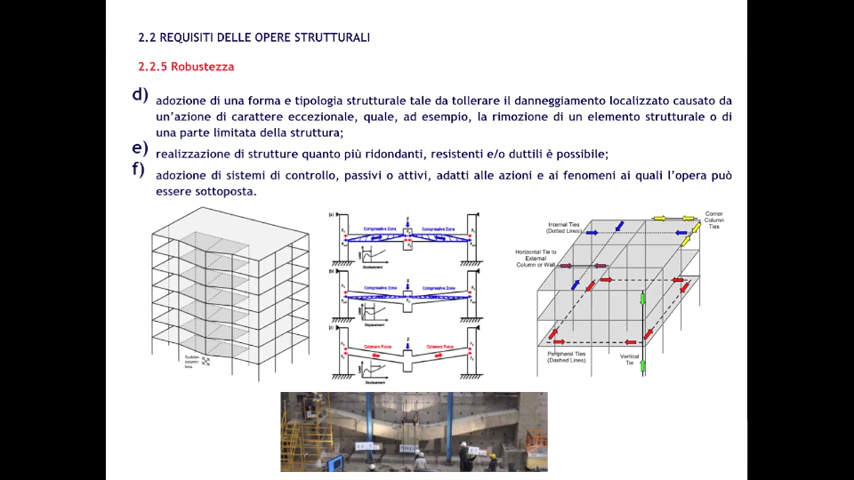 2.2 REQUISITI DELLE OPERE STRUTTURALI
2.2.5 Robustezza
d) adozione di una forma e tipologia strutturale tale da tollerare il danneggiamento localizzato causato da
un'azione di carattere eccezionale, quale, ad esempio, la rimozione di un elemento strutturale o di
una parte limitata della struttura;
e) realizzazione di strutture quanto più ridondanti, resistenti e/o duttili è possibile;
f) adozione di sistemi di controllo, passivi o attivi, adatti alle azioni e ai fenomeni ai quali l'opera può
essere sottoposta.
Sudden
column
loss
(a)
Compressive Zone
Compressive Zone
Displacement
(b)
Compressive Zone
Compressive Zone
Displacement
(c)
Catenary Force
Catenary Force
Displacement
Corner
Column
Ties
Internal Ties
(Dotted Lines)
Horizontal Tie to
External
Column or Wall
Peripheral Ties
(Dashed Lines)
Vertical
Tie